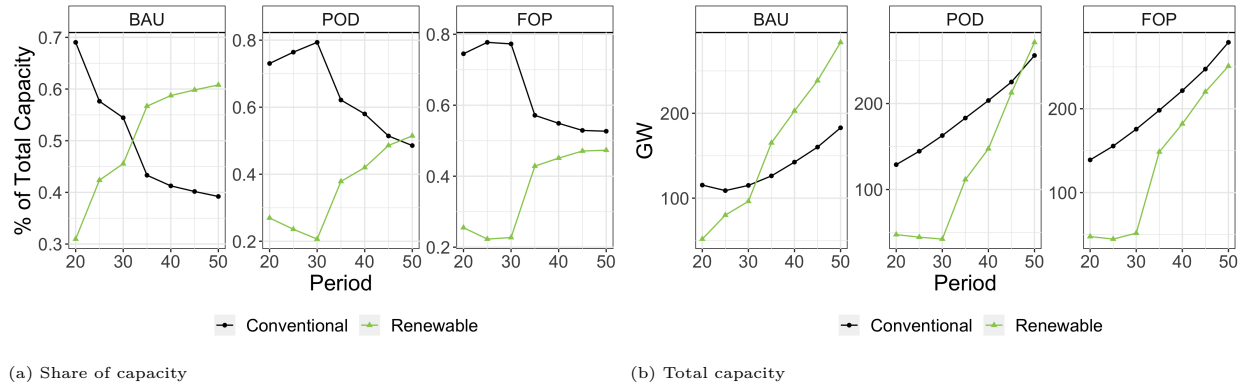 BAU POD FOP
% of Total Capacity
0.7 0.6 0.5 0.4 0.3
0.8 0.6 0.4 0.2
0.8 0.6 0.4 0.2
20 30 40 50 20 30 40 50 20 30 40 50
Period
Conventional Renewable
(a) Share of capacity
BAU POD FOP
GW
200 100
200 100
200 100
20 30 40 50 20 30 40 50 20 30 40 50
Period
Conventional Renewable
(b) Total capacity